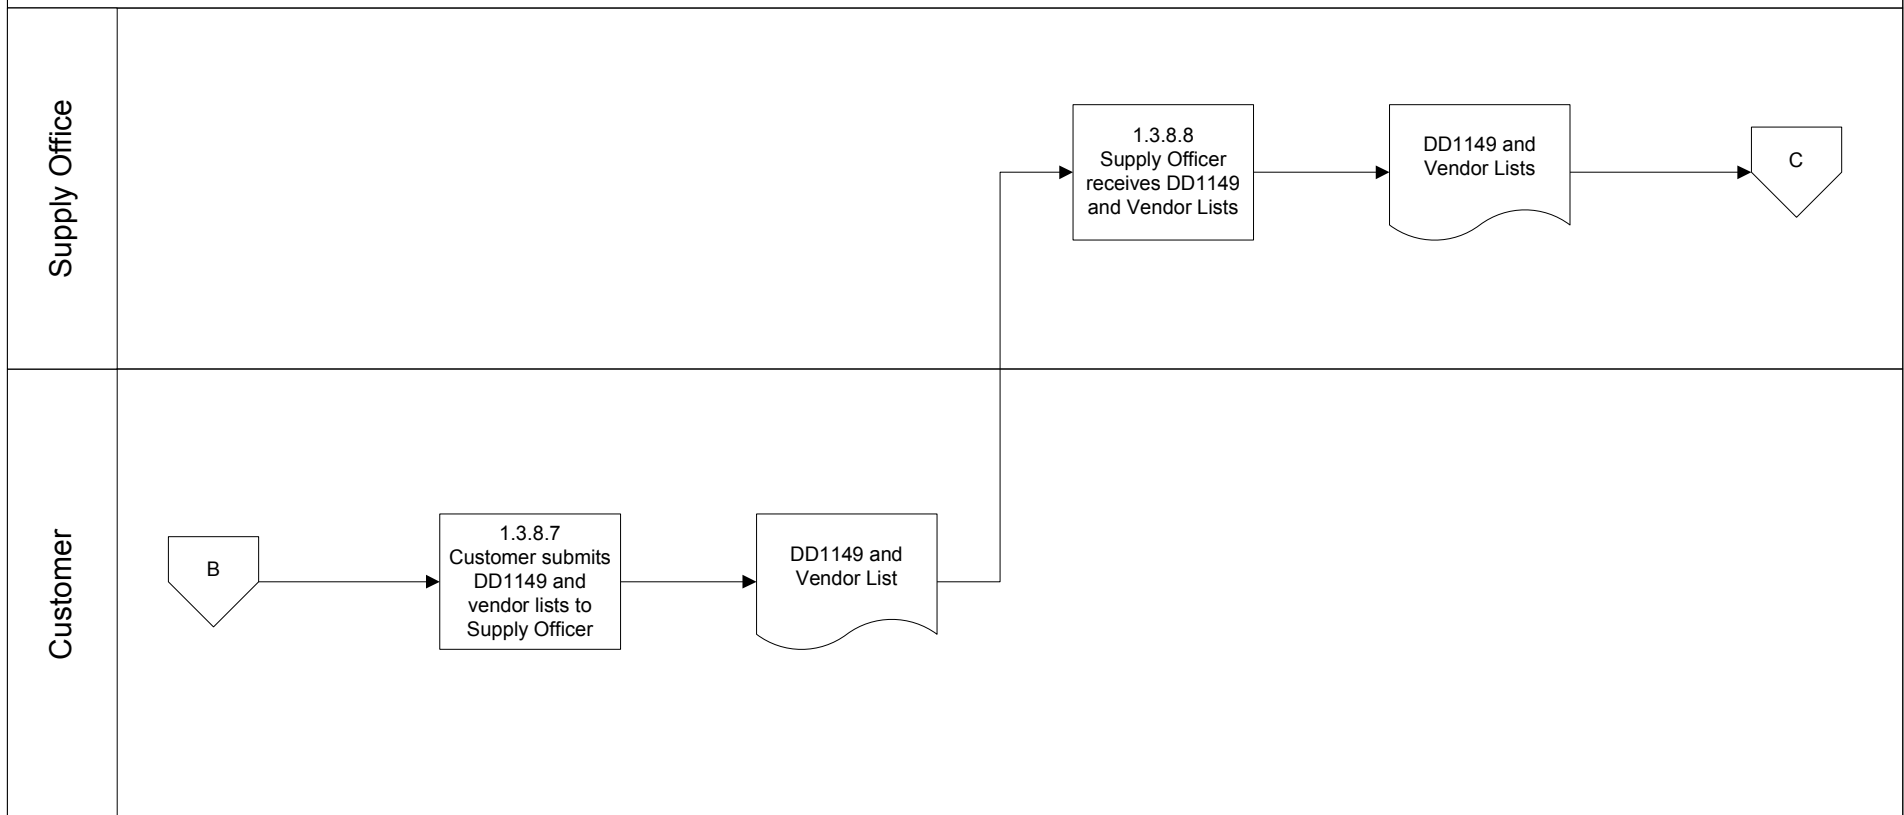 Supply Office
1.3.8.8
Supply Officer
receives DD1149
and Vendor Lists
DD1149 and
Vendor Lists
C
Customer
B
1.3.8.7
Customer submits
DD1149 and
vendor lists to
Supply Officer
DD1149 and
Vendor List